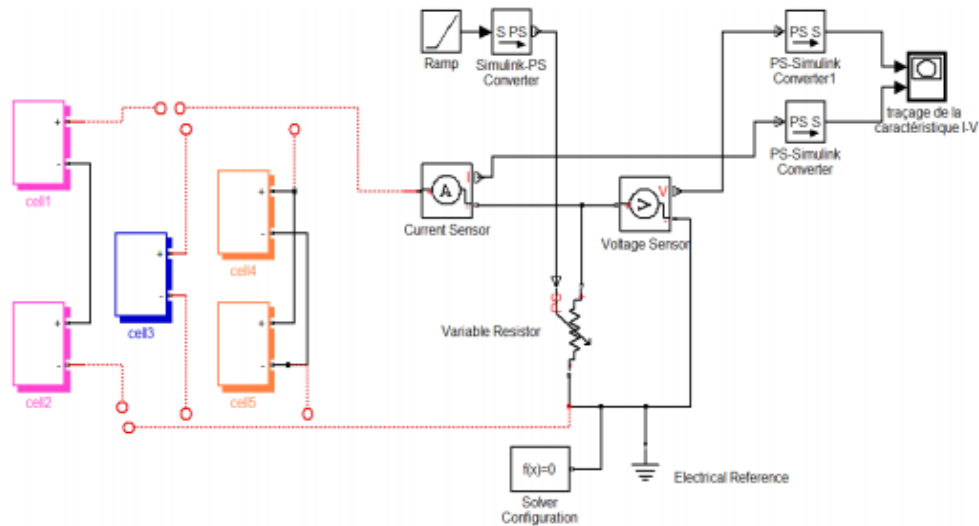 Ramp
S PS
Simulink-PS
Converter
PS S
PS-Simulink
Converter1
traçage de la
caractéristique I-V
PS S
PS-Simulink
Converter
+
-
cell1
+
-
cell2
+
-
cell3
+
-
cell4
+
-
cell5
A
I
Current Sensor
V
V
-
Voltage Sensor
PS
+
Variable Resistor
f(x)=0
Solver
Configuration
Electrical Reference